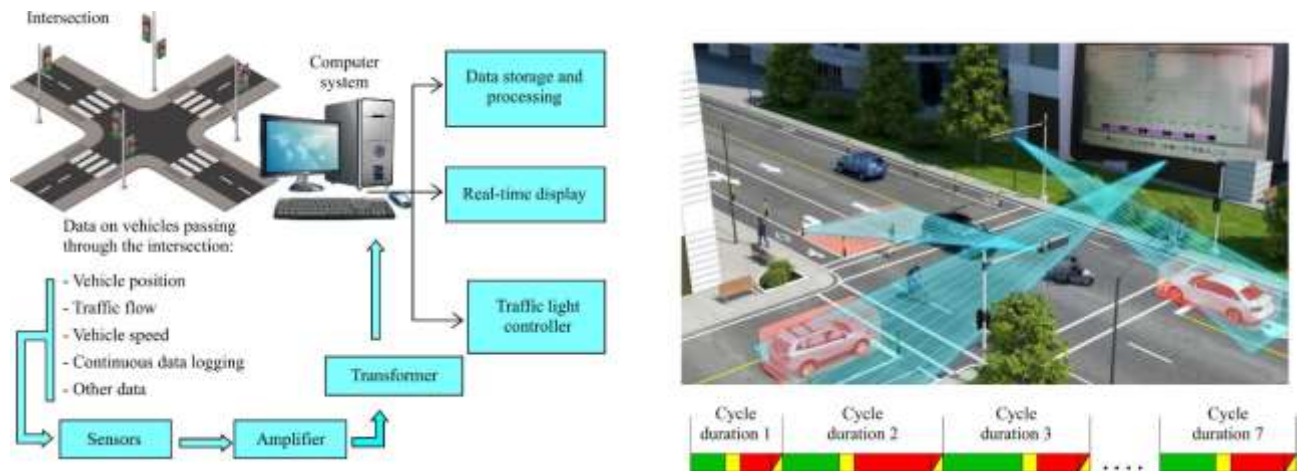 Intersection
Computer
system
Data storage and
processing
Real-time display
Traffic light
controller
Data on vehicles passing
through the intersection:
- Vehicle position
- Traffic flow
- Vehicle speed
- Continuous data logging
- Other data
Sensors
Amplifier
Transformer
Cycle
duration 1
Cycle
duration 2
Cycle
duration 3
....
Cycle
duration 7